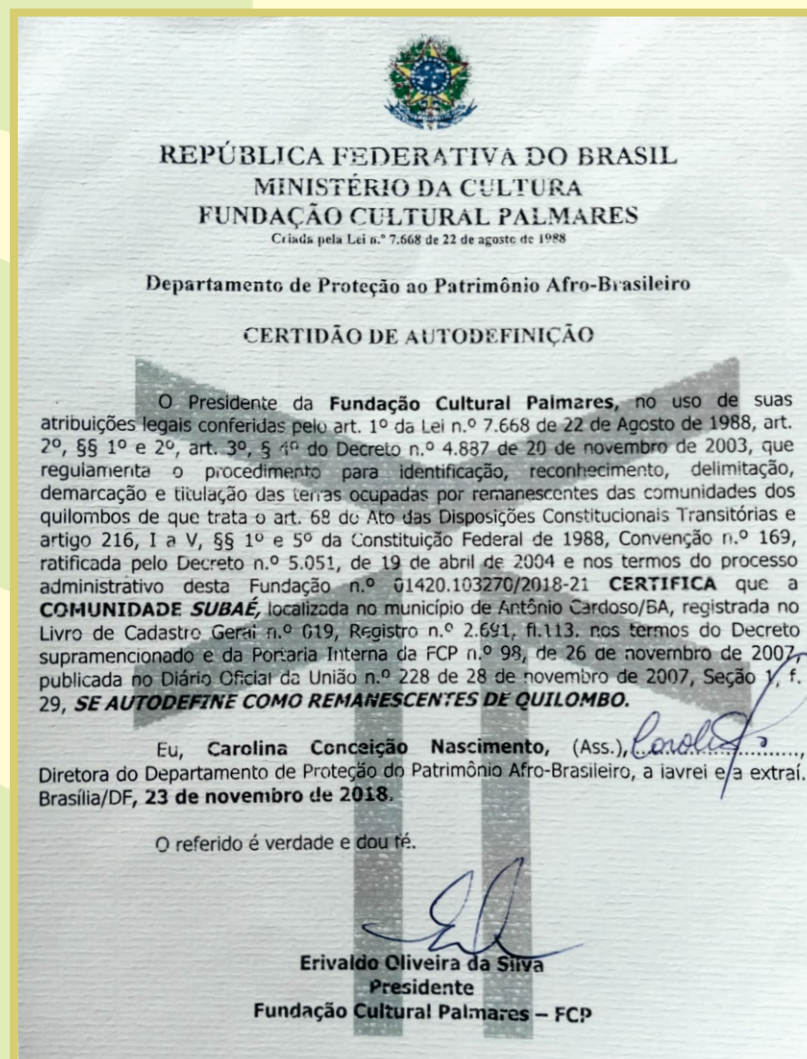 REPÚBLICA FEDERATIVA DO BRASIL
MINISTÉRIO DA CULTURA
FUNDAÇÃO CULTURAL PALMARES
Criada pela Lei n.º 7.668 de 22 de agosto de 1988
Departamento de Proteção ao Patrimônio Afro-Brasileiro
CERTIDÃO DE AUTODEFINIÇÃO
O Presidente da Fundação Cultural Palmares, no uso de suas
atribuições legais conferidas pelo art. 1º da Lei n.º 7.668 de 22 de Agosto de 1988, art.
2º, §§ 1º e 2º, art. 3º, § 4º do Decreto n.º 4.887 de 20 de novembro de 2003, que
regulamenta o procedimento para identificação, reconhecimento, delimitação,
demarcação e titulação das terras ocupadas por remanescentes das comunidades dos
quilombos de que trata o art. 68 do Ato das Disposições Constitucionais Transitórias e
artigo 216, I a V, §§ 1º e 5º da Constituição Federal de 1988, Convenção n.º 169,
ratificada pelo Decreto n.º 5.051, de 19 de abril de 2004 e nos termos do processo
administrativo desta Fundação n.º 01420.103270/2018-21 CERTIFICA que a
COMUNIDADE SUBAÉ, localizada no município de Antônio Cardoso/BA, registrada no
Livro de Cadastro Geral n.º 019, Registro n.º 2.691, fl.113. nos termos do Decreto
supramencionado e da Portaria Interna da FCP n.º 98, de 26 de novembro de 2007,
publicada no Diário Oficial da União n.º 228 de 28 de novembro de 2007, Seção 1, f.
29, SE AUTODEFINE COMO REMANESCENTES DE QUILOMBO.
Eu, Carolina Conceição Nascimento, (Ass.),....................,
Diretora do Departamento de Proteção do Patrimônio Afro-Brasileiro, a lavrei e a extraí.
Brasília/DF, 23 de novembro de 2018.
O referido é verdade e dou fé.
Erivaldo Oliveira da Silva
Presidente
Fundação Cultural Palmares – FCP